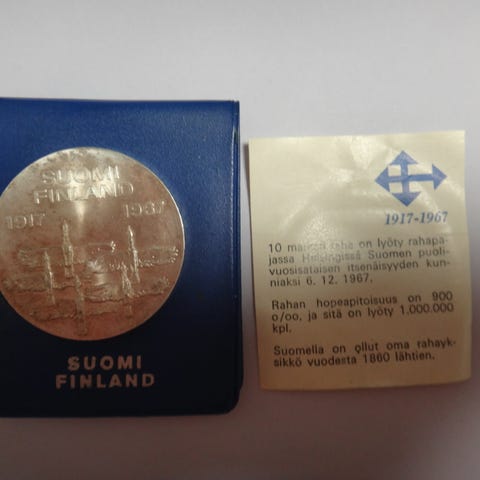 SUOMI
FINLAND
1917 1967
SUOMI
FINLAND
1917-1967
10 markan raha on lyöty rahapa-
jassa Helsingissä Suomen puoli-
vuosisataisen itsenäisyyden kun-
niaksi 6. 12. 1967.
Rahan hopeapitoisuus on 900
o/oo, ja sitä on lyöty 1.000.000
kpl.
Suomella on ollut oma rahayk-
sikkö vuodesta 1860 lähtien.